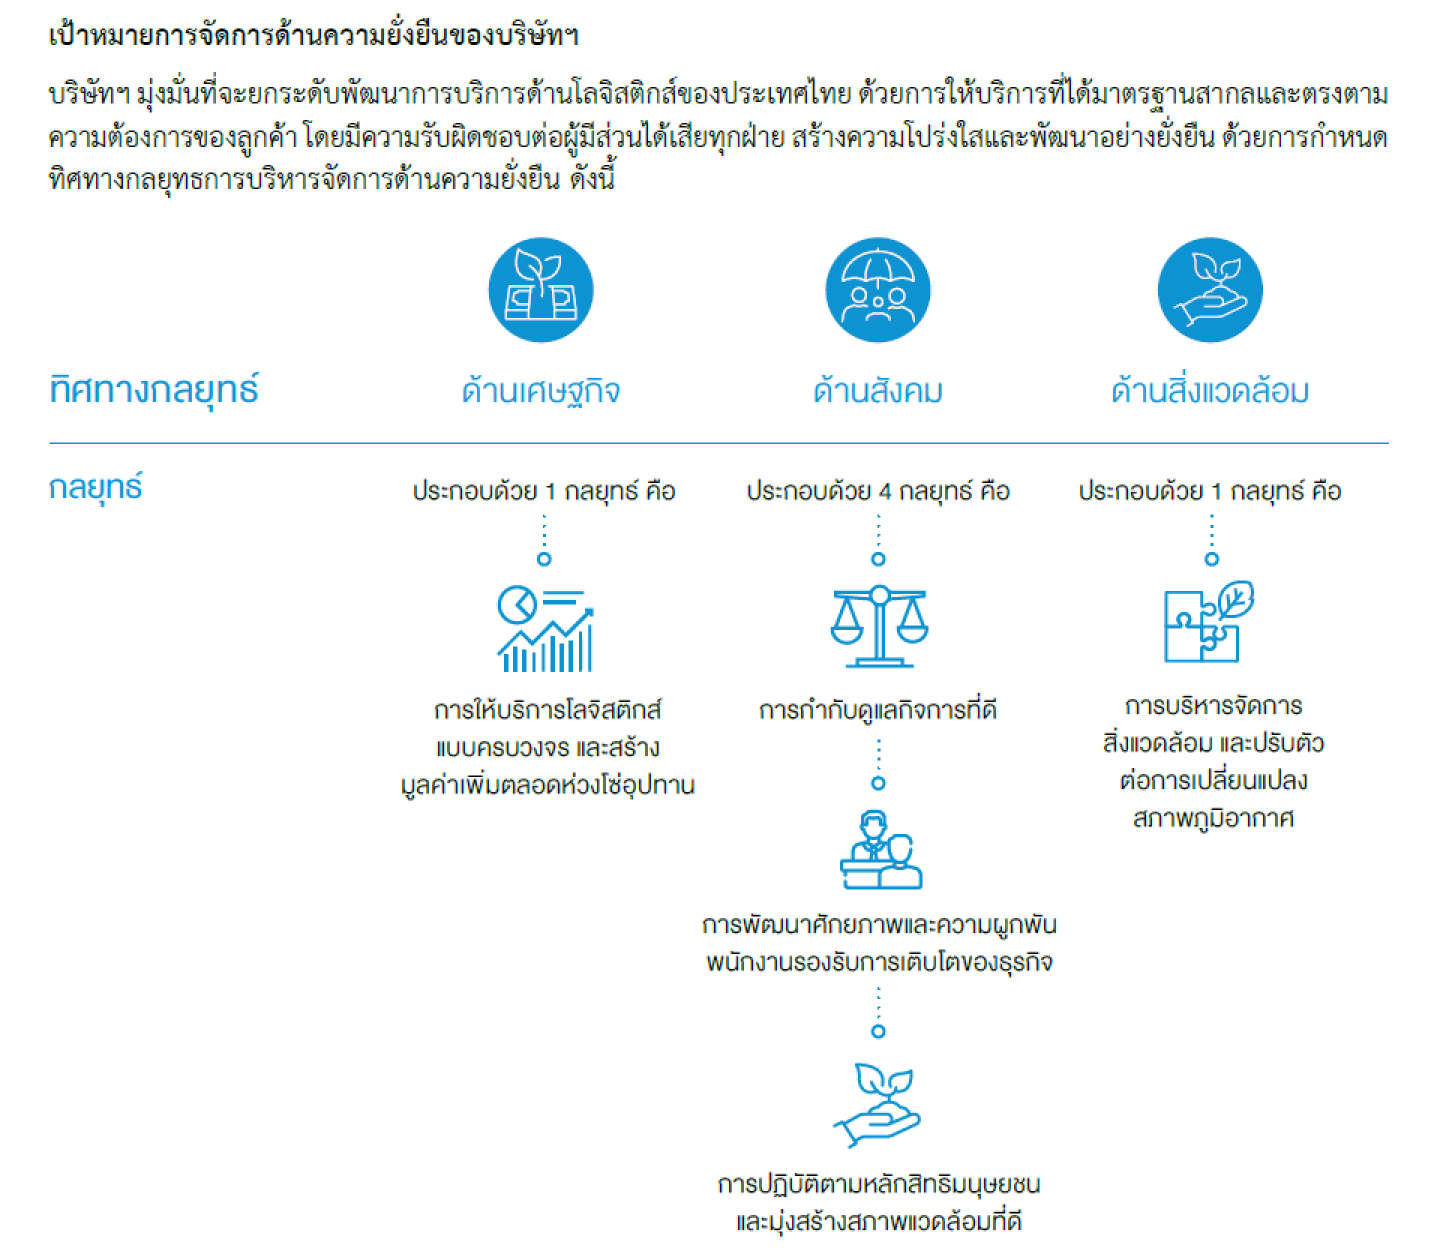 เป้าหมายการจัดการด้านความยั่งยืนของบริษัทฯ
บริษัทฯ มุ่งมั่นที่จะยกระดับพัฒนาการบริการด้านโลจิสติกส์ของประเทศไทย ด้วยการให้บริการที่ได้มาตรฐานสากลและตรงตาม
ความต้องการของลูกค้า โดยมีความรับผิดชอบต่อผู้มีส่วนได้เสียทุกฝ่าย สร้างความโปร่งใสและพัฒนาอย่างยั่งยืน ด้วยการกำหนด
ทิศทางกลยุทธการบริหารจัดการด้านความยั่งยืน ดังนี้
ทิศทางกลยุทธ์
ด้านเศรษฐกิจ
ด้านสังคม
ด้านสิ่งแวดล้อม
กลยุทธ์
ประกอบด้วย 1 กลยุทธ์ คือ
การให้บริการโลจิสติกส์
แบบครบวงจร และสร้าง
มูลค่าเพิ่มตลอดห่วงโซ่อุปทาน
ประกอบด้วย 4 กลยุทธ์ คือ
การกำกับดูแลกิจการที่ดี
การพัฒนาศักยภาพและความผูกพัน
พนักงานรองรับการเติบโตของธุรกิจ
การปฏิบัติตามหลักสิทธิมนุษยชน
และมุ่งสร้างสภาพแวดล้อมที่ดี
ประกอบด้วย 1 กลยุทธ์ คือ
การบริหารจัดการ
สิ่งแวดล้อม และปรับตัว
ต่อการเปลี่ยนแปลง
สภาพภูมิอากาศ